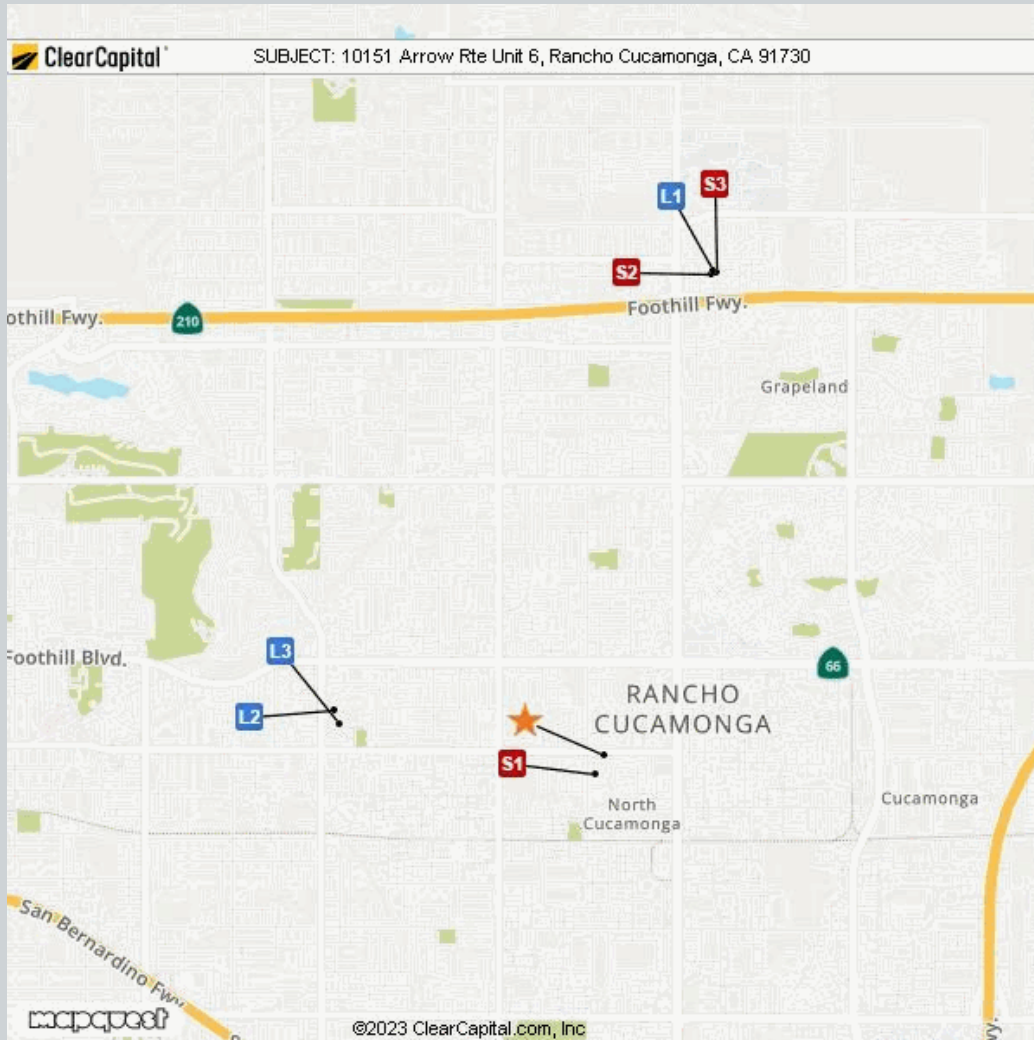 ClearCapital
SUBJECT: 10151 Arrow Rte Unit 6, Rancho Cucamonga, CA 91730
S3
L1
S2
Foothill Fwy.
othill Fwy.
210
Grapeland
L3
Foothill Blvd.
66
RANCHO
CUCAMONGA
L2
S1
Cucamonga
North
Cucamonga
San Bernardino Fwy
mapquest
©2023 ClearCapital.com, Inc